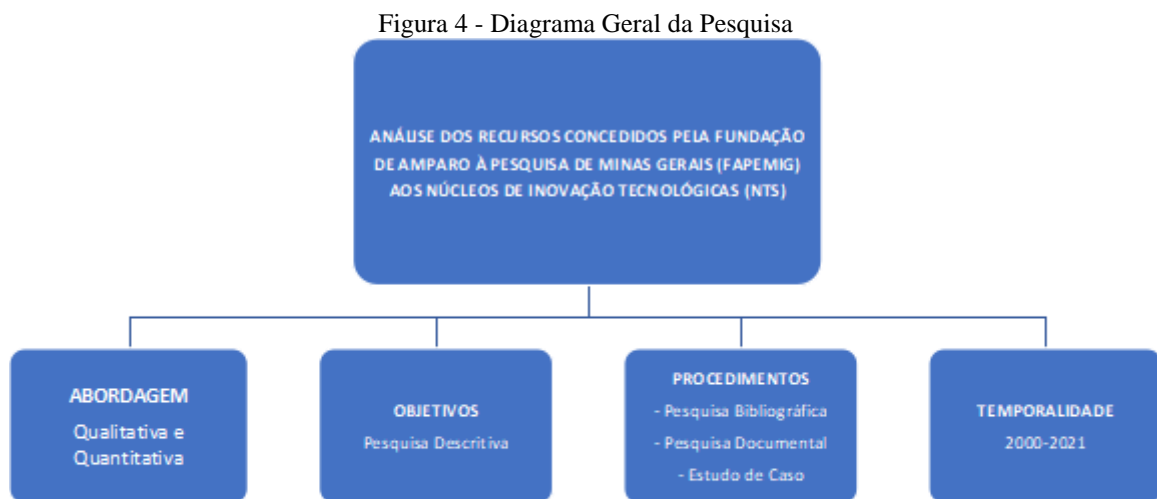 Figura 4 - Diagrama Geral da Pesquisa
ANÁLISE DOS RECURSOS CONCEDIDOS PELA FUNDAÇÃO
DE AMPARO À PESQUISA DE MINAS GERAIS (FAPEMIG)
AOS NÚCLEOS DE INOVAÇÃO TECNOLÓGICAS (NTS)
ABORDAGEM
Qualitativa e
Quantitativa
OBJETIVOS
Pesquisa Descritiva
PROCEDIMENTOS
- Pesquisa Bibliográfica
- Pesquisa Documental
- Estudo de Caso
TEMPORALIDADE
2000-2021